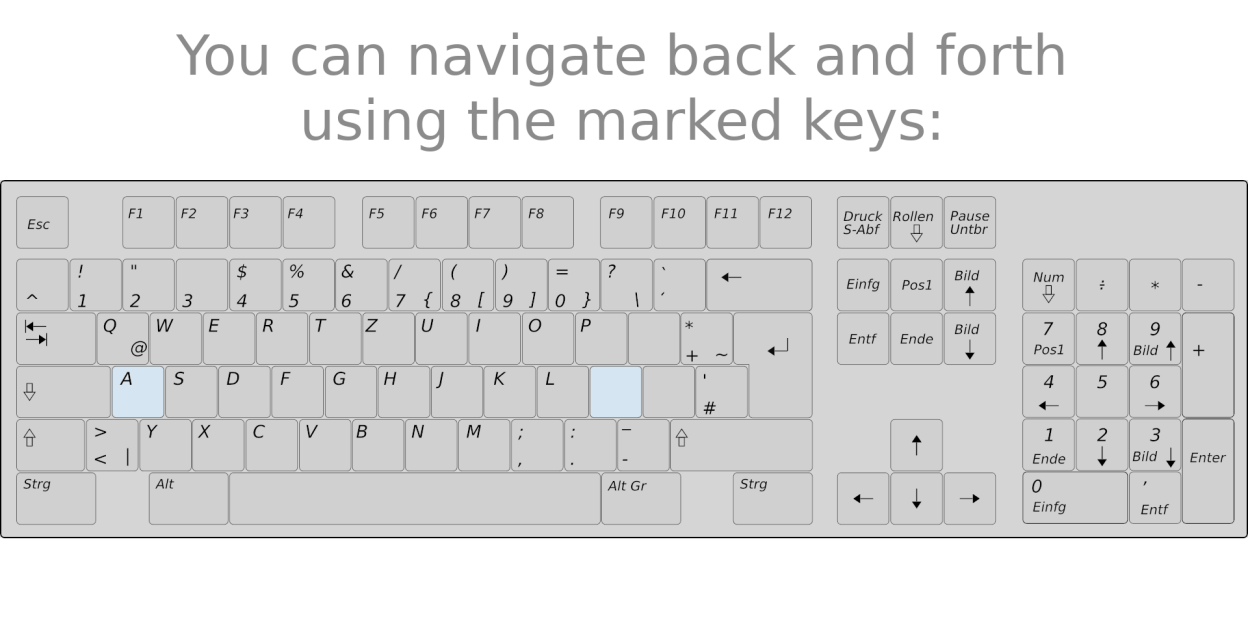 You can navigate back and forth
using the marked keys:
Esc F1 F2 F3 F4 F5 F6 F7 F8 F9 F10 F11 F12 Druck S-Abf Rollen Pause Untbr
^ ! 1 " 2 3 $ 4 % 5 & 6 / 7 { ( 8 [ ) 9 ] = 0 } ? \ ` ´ Einfg Pos1 Bild Num ÷ * -
Q @ W E R T Z U I O P * + ~ Entf Ende Bild 7 Pos1 8 9 Bild +
A S D F G H J K L ' # 4 5 6
> < | Y X C V B N M ; , : . _ - 1 Ende 2 3 Bild Enter
Strg Alt Alt Gr Strg 0 Einfg , Entf